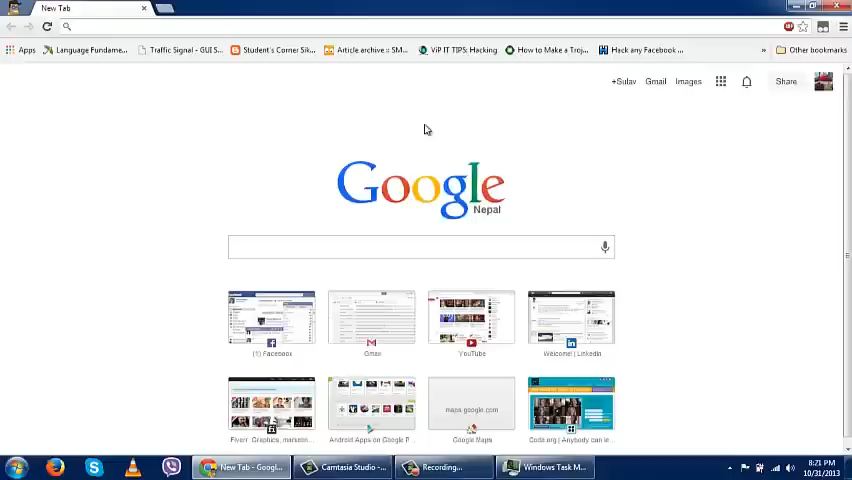 New Tab
Apps Language Fundame... Traffic Signal - GUI S... Student's Corner Sik... Article archive :: SM... ViP IT TIPS: Hacking How to Make a Troj... Hack any Facebook ... » Other bookmarks
+Sulav Gmail Images Share
Google
Nepal
(1) Facebook Gmail YouTube Welcome! | LinkedIn
maps.google.com
Fiverr: Graphics, marketin... Android Apps on Google P... Google Maps Code.org | Anybody can le...
New Tab - Googl... Camtasia Studio -... Recording... Windows Task M... 8:21 PM
10/31/2013